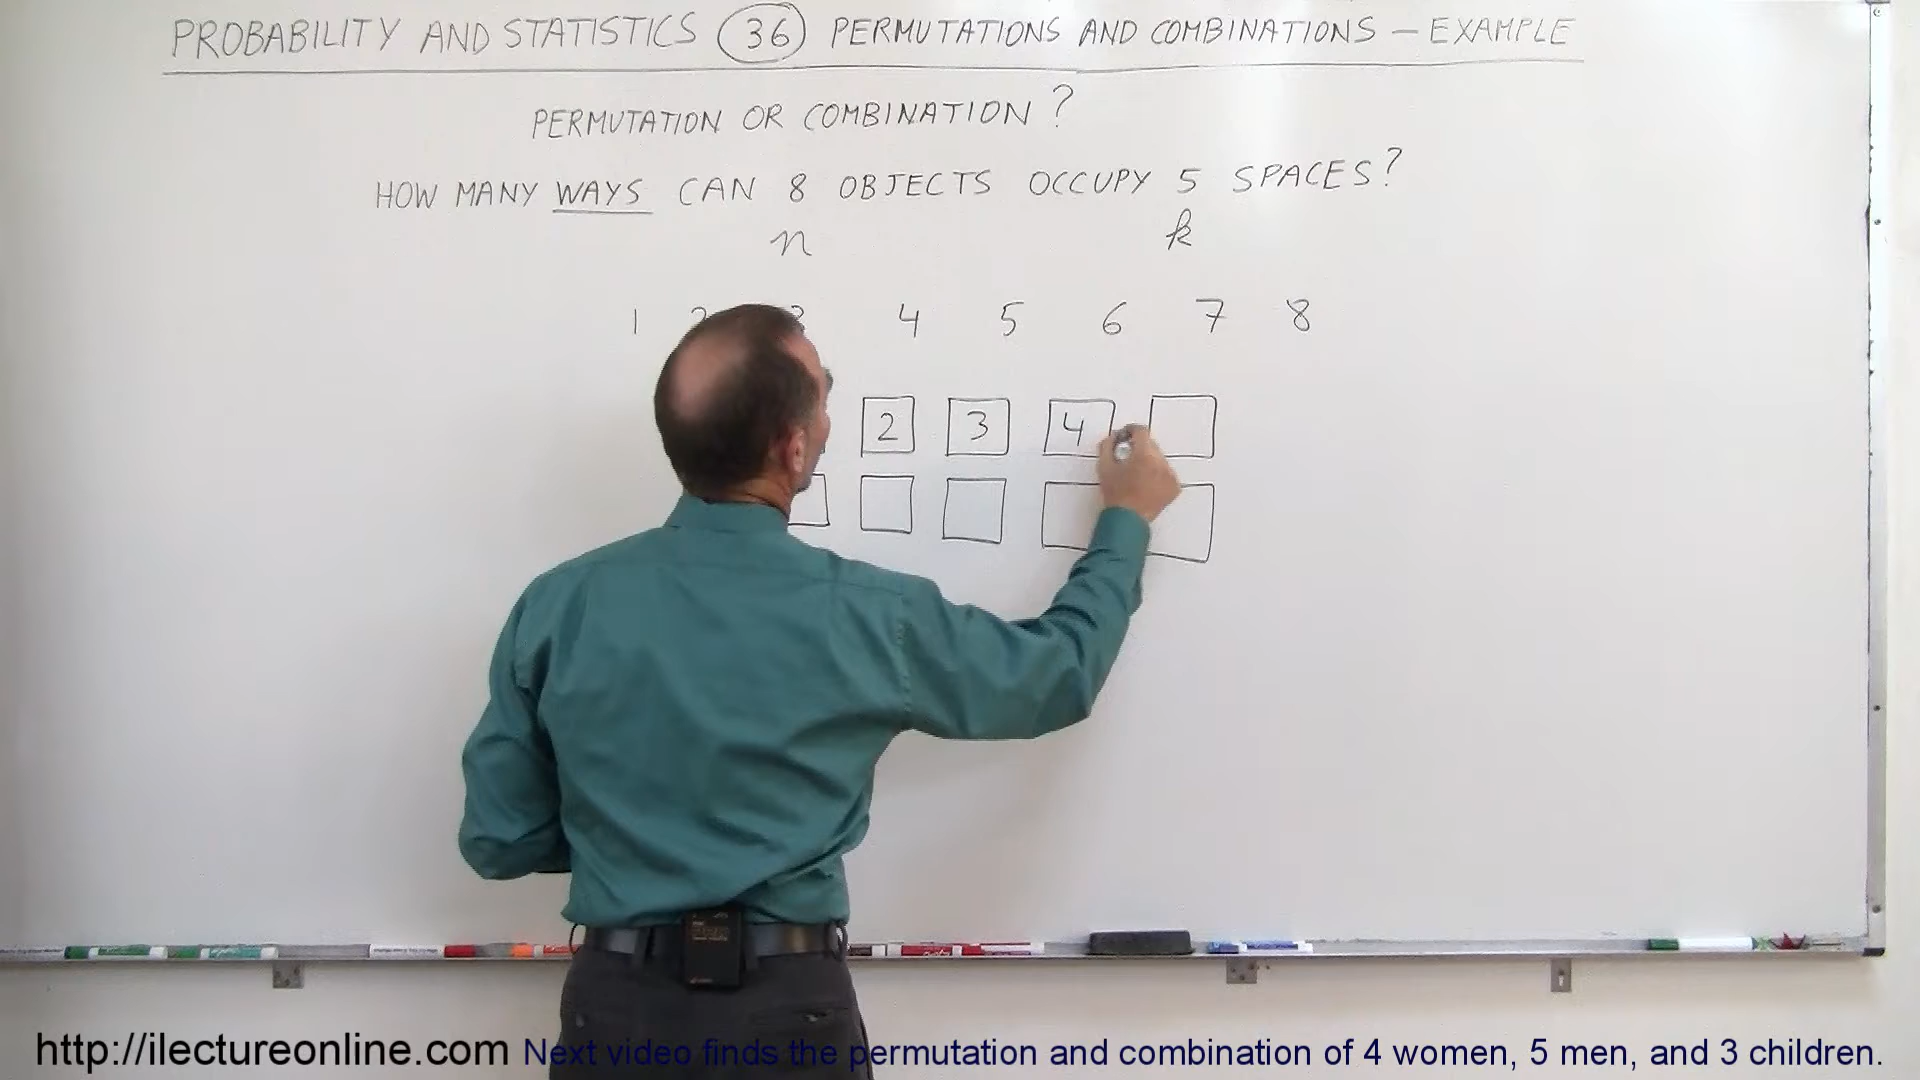 PROBABILITY AND STATISTICS 36 PERMUTATIONS AND COMBINATIONS — EXAMPLE
PERMUTATION OR COMBINATION?
HOW MANY WAYS CAN 8 OBJECTS OCCUPY 5 SPACES?
n k
1 4 5 6 7 8
2 3 4
http://ilectureonline.com Next video finds the permutation and combination of 4 women, 5 men, and 3 children.